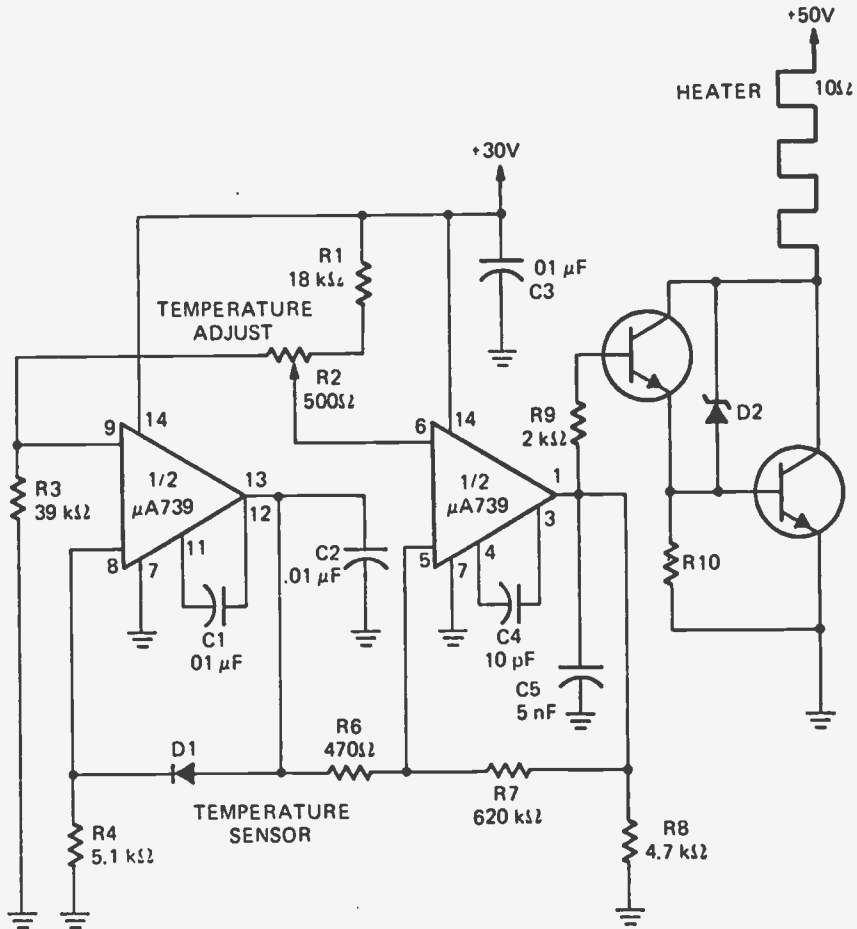 +50V
HEATER
10Ω
+30V
R1
18 kΩ
.01 μF
C3
TEMPERATURE
ADJUST
R2
500Ω
9
14
6
14
R9
2 kΩ
D2
R3
39 kΩ
1/2
μA739
13
12
1/2
μA739
1
3
8
7
11
C2
.01 μF
5
7
4
R10
C1
01 μF
C4
10 pF
C5
5 nF
D1
R6
470Ω
R7
620 kΩ
TEMPERATURE
SENSOR
R4
5.1 kΩ
R8
4.7 kΩ